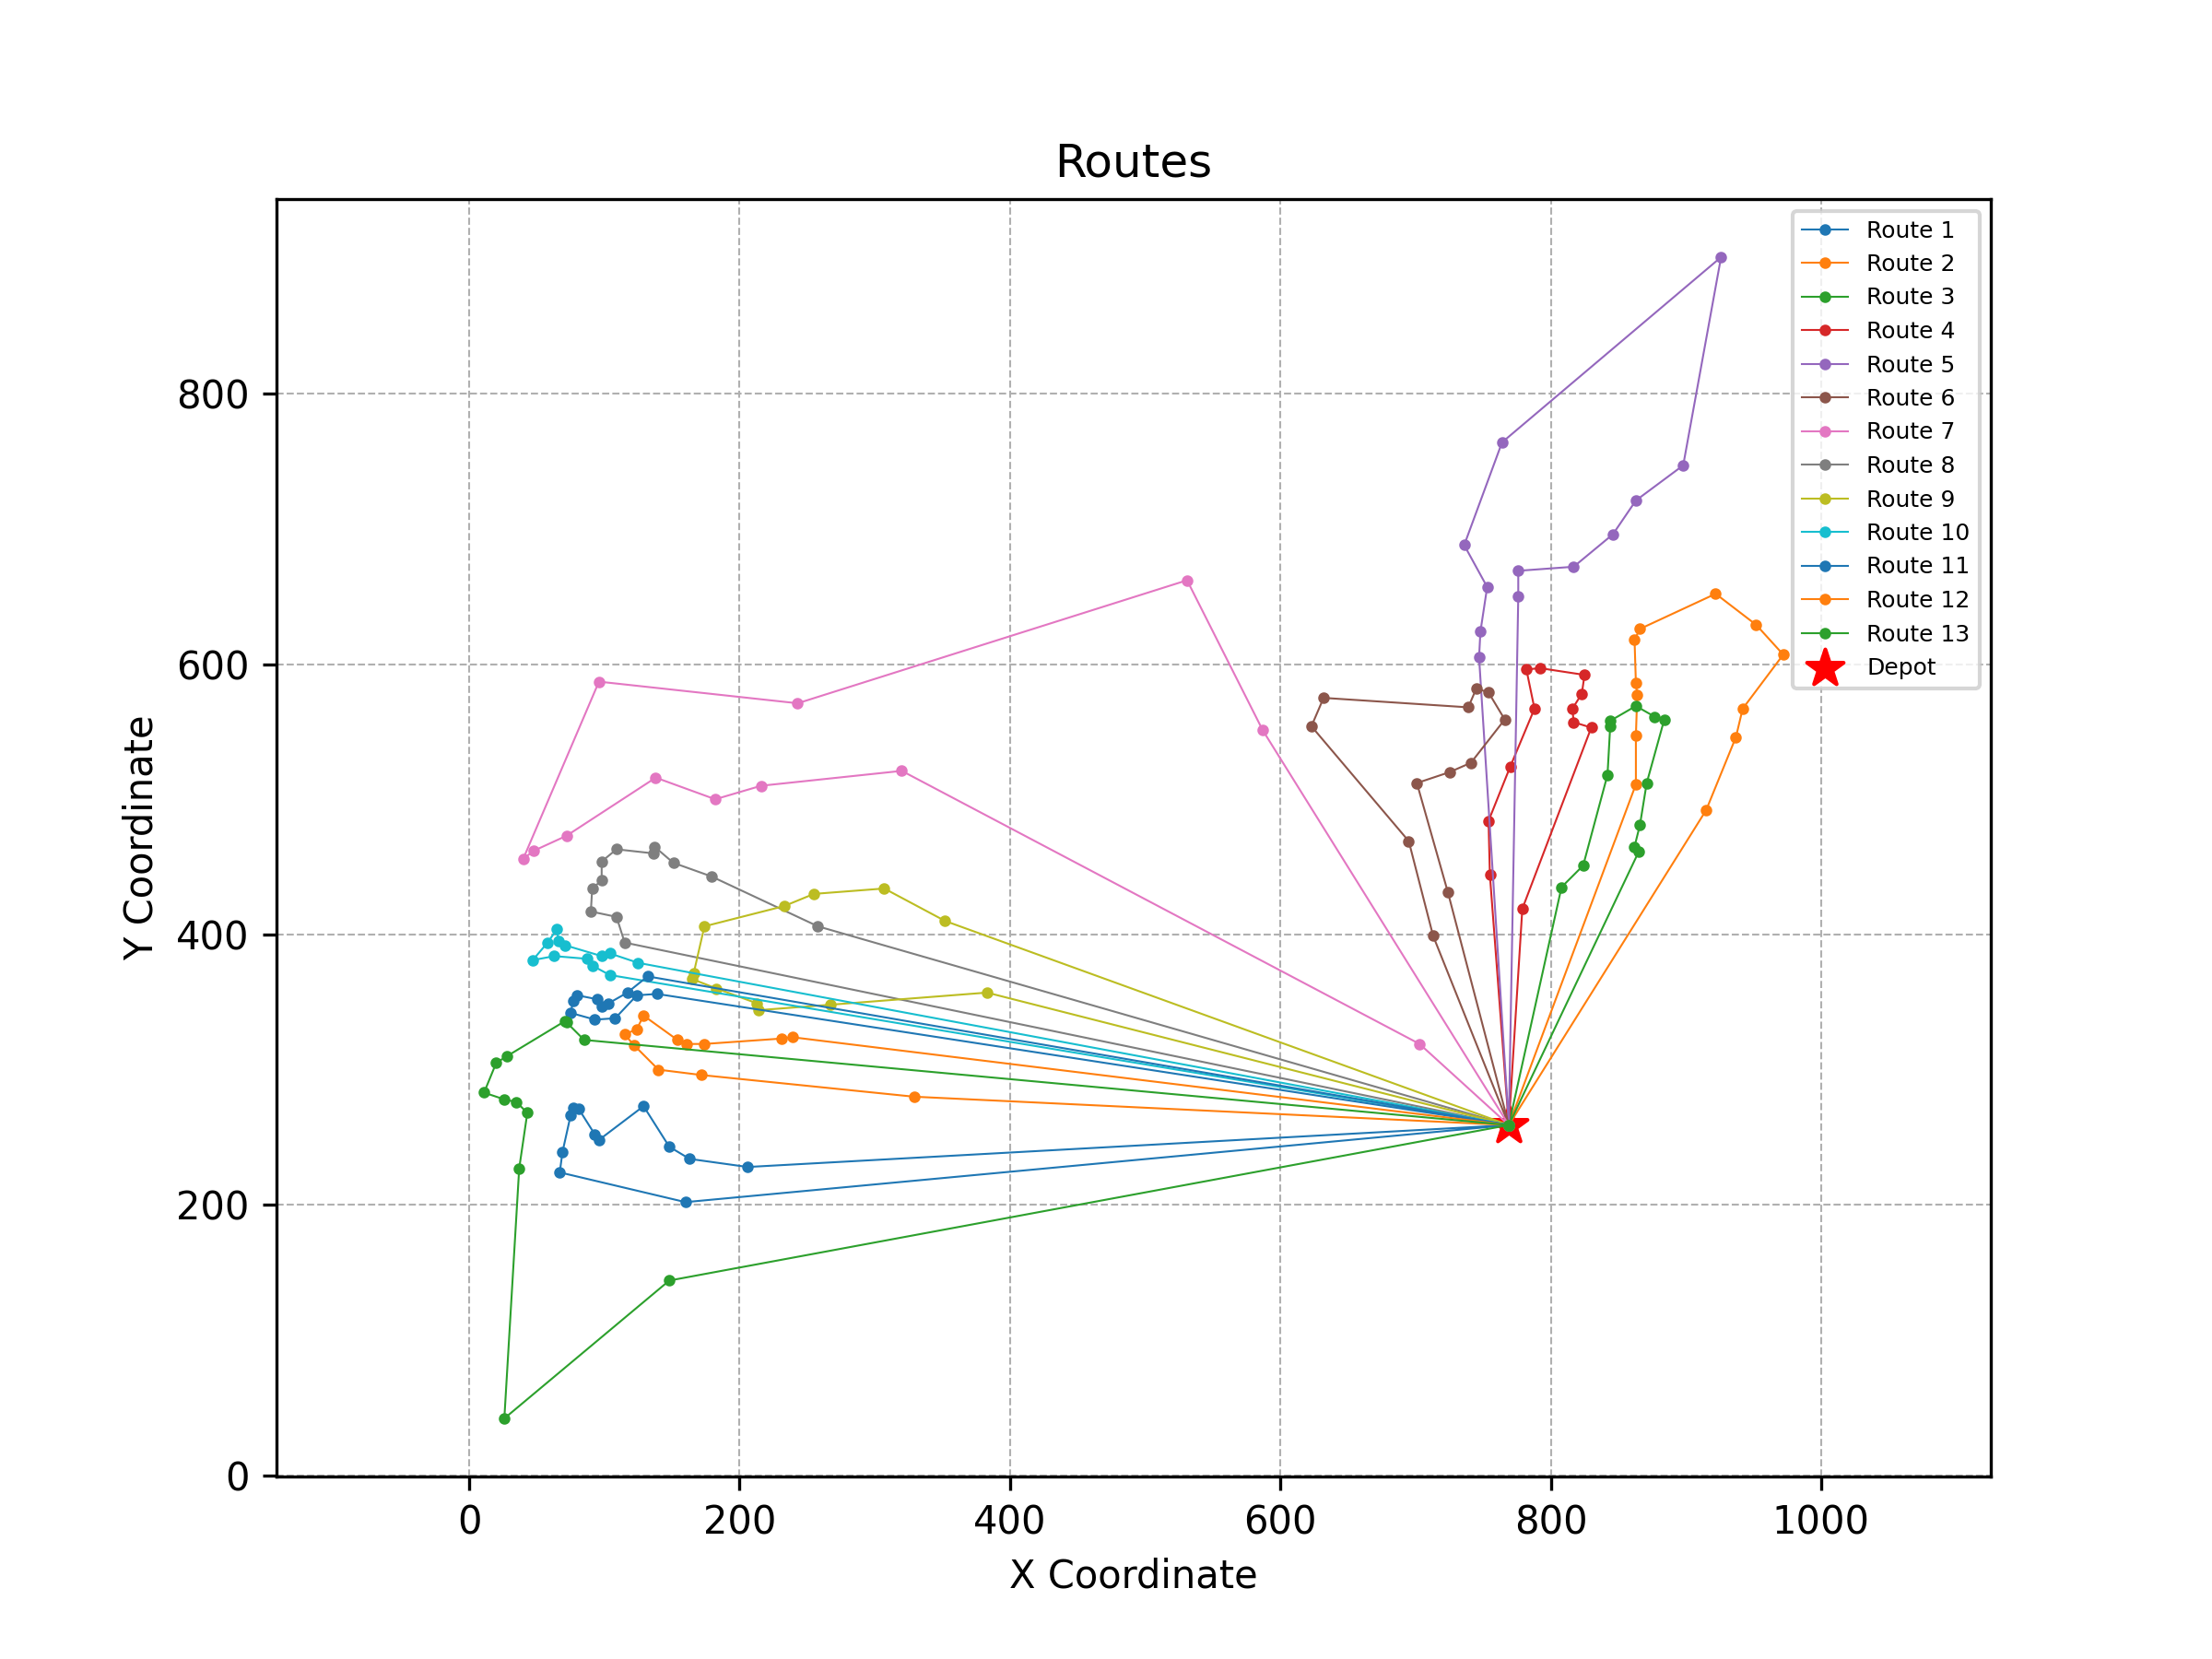 Routes
Route 1
Route 2
Route 3
Route 4
Route 5
Route 6
Route 7
Route 8
Route 9
Route 10
Route 11
Route 12
Route 13
Depot
800
600
400
200
0
Y Coordinate
0 200 400 600 800 1000
X Coordinate